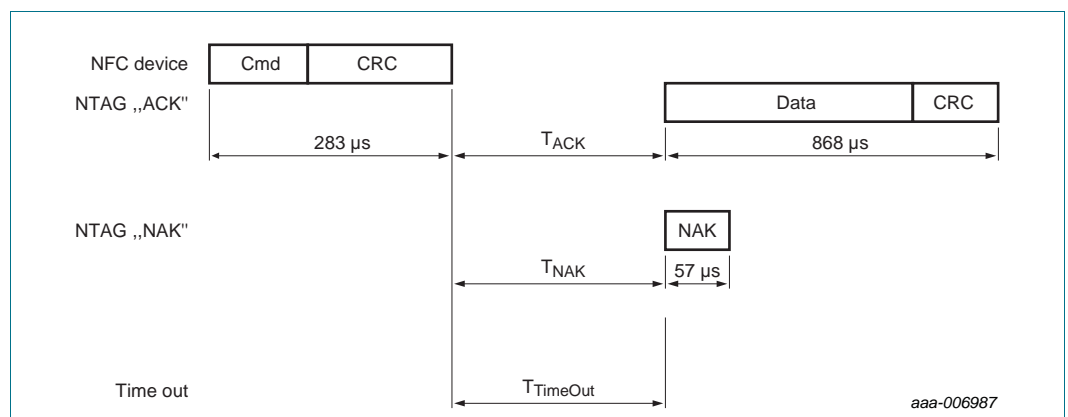 NFC device Cmd CRC
NTAG ,,ACK" Data CRC
283 µs TACK 868 µs
NTAG ,,NAK" NAK
TNAK 57 µs
Time out TTimeOut
aaa-006987